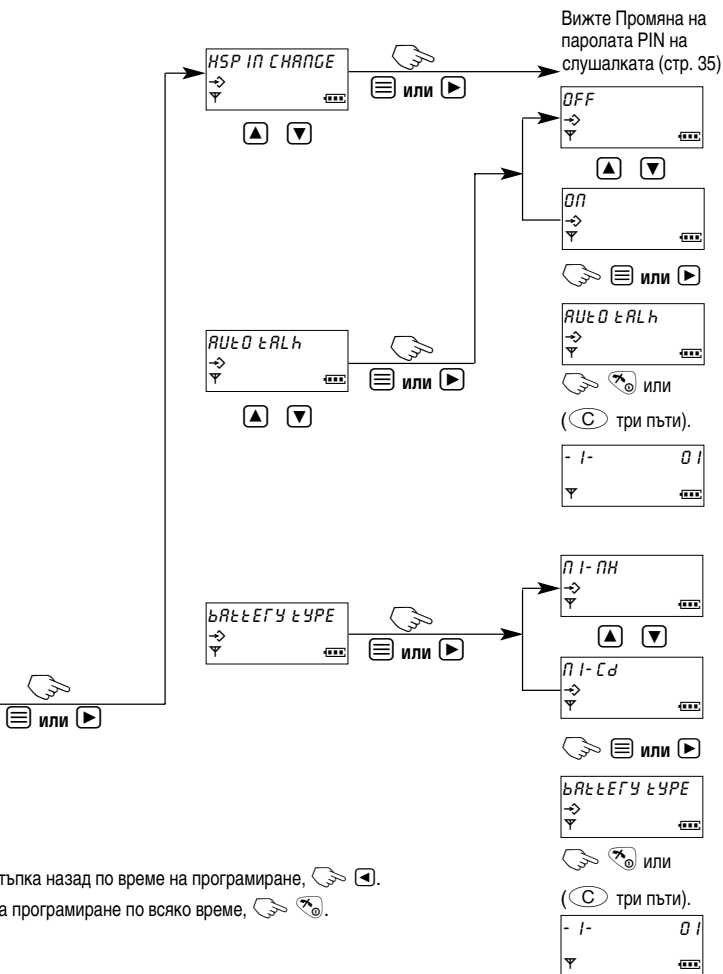 Вижте Промяна на
паролата PIN на
слушалката (стр. 35)
HSPIN CHANGE
или
OFF
ON
или
AUTO TALK
или
AUTO TALK
или
(C три пъти).
-1- 01
BATTERY TYPE
или
NI-MH
NI-Cd
или
или
BATTERY TYPE
или
(C три пъти).
-1- 01
тъпка назад по време на програмиране,
а програмиране по всяко време,